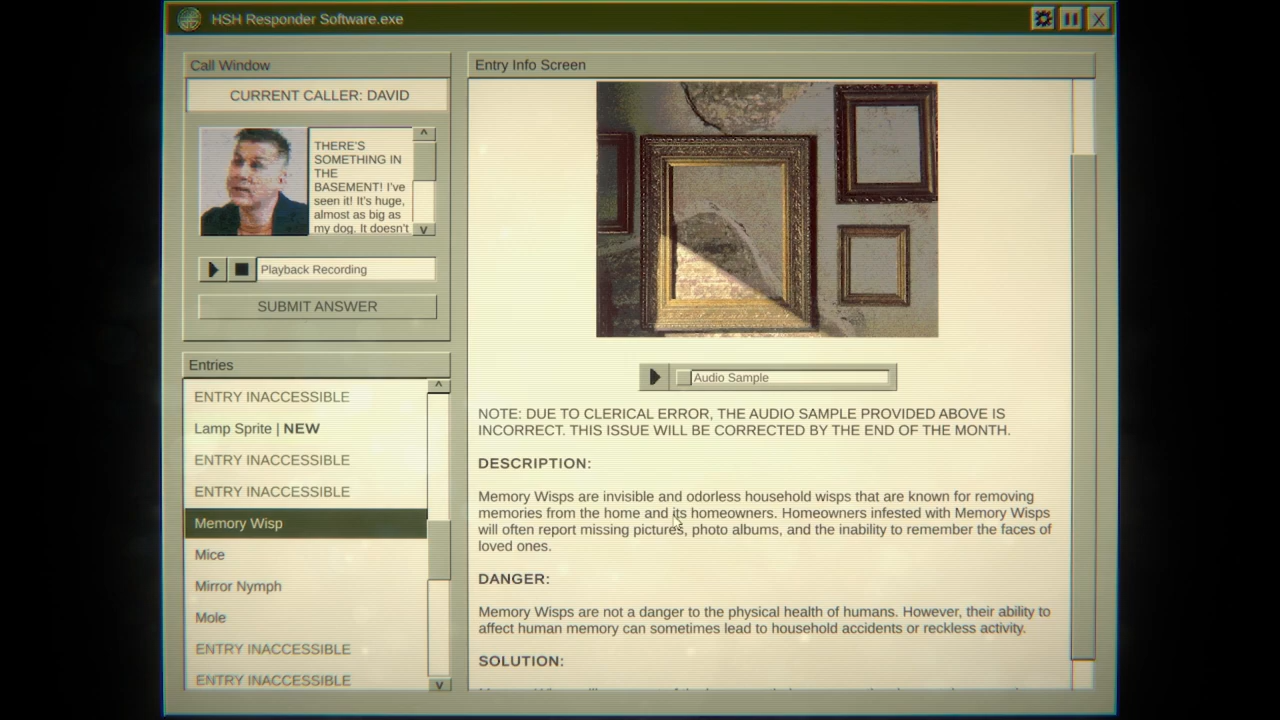 HSH Responder Software.exe
X
Call Window
CURRENT CALLER: DAVID
THERE'S
SOMETHING IN
THE
BASEMENT! I've
seen it! It's huge,
almost as big as
my dog. It doesn't
Playback Recording
SUBMIT ANSWER
Entries
ENTRY INACCESSIBLE
Lamp Sprite | NEW
ENTRY INACCESSIBLE
ENTRY INACCESSIBLE
Memory Wisp
Mice
Mirror Nymph
Mole
ENTRY INACCESSIBLE
ENTRY INACCESSIBLE
Entry Info Screen
Audio Sample
NOTE: DUE TO CLERICAL ERROR, THE AUDIO SAMPLE PROVIDED ABOVE IS
INCORRECT. THIS ISSUE WILL BE CORRECTED BY THE END OF THE MONTH.
DESCRIPTION:
Memory Wisps are invisible and odorless household wisps that are known for removing
memories from the home and its homeowners. Homeowners infested with Memory Wisps
will often report missing pictures, photo albums, and the inability to remember the faces of
loved ones.
DANGER:
Memory Wisps are not a danger to the physical health of humans. However, their ability to
affect human memory can sometimes lead to household accidents or reckless activity.
SOLUTION: